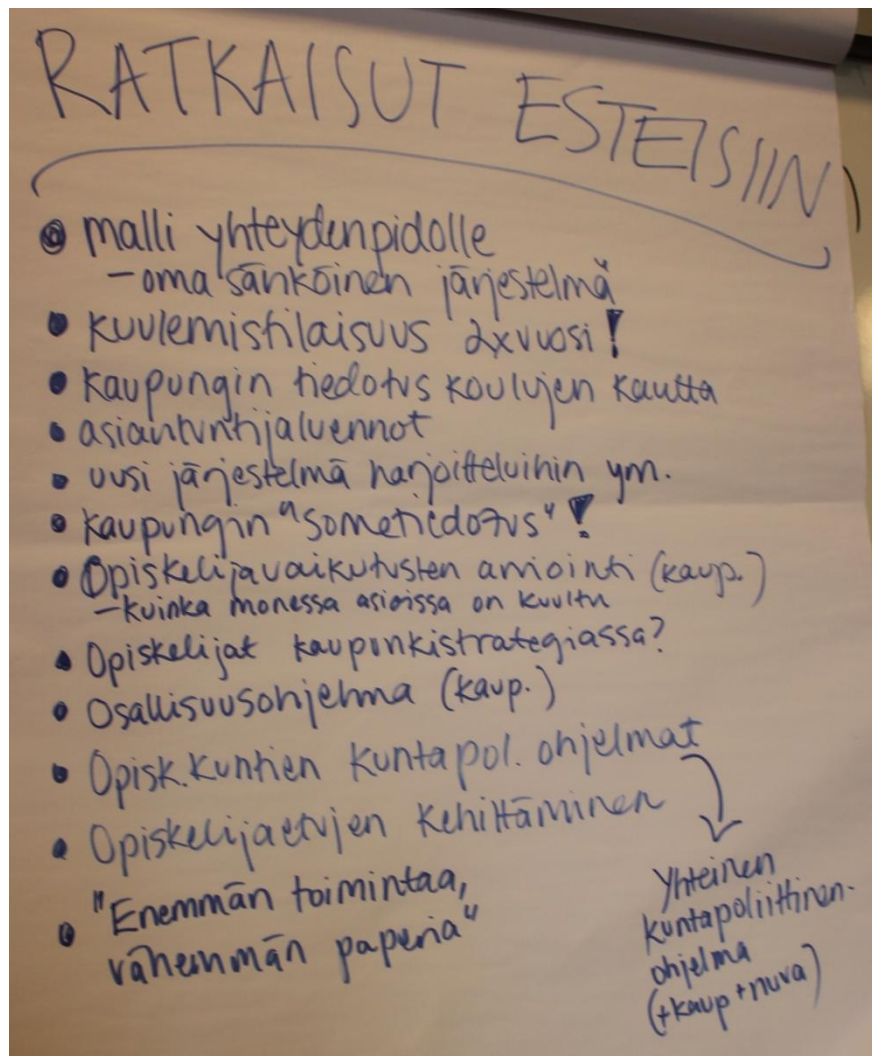 RATKAISUT ESTEISIIN
• malli yhteydenpidolle
- oma sähköinen järjestelmä
• kuulemistilaisuus 2xvuosi!
• kaupungin tiedotus koulujen kautta
• asiantuntijaluennot
• uusi järjestelmä harjoitteluihin ym.
• kaupungin "sometiedotus"!
• Opiskelijavaikutusten arviointi (kaup.)
- kuinka monessa asioissa on kuultu
• Opiskelijat kaupunkistrategiassa?
• Osallisuusohjelma (kaup.)
• Opisk.kuntien kuntapol. ohjelmat
• Opiskelijaetujen kehittäminen
• "Enemmän toimintaa,
vähemmän paperia"
Yhteinen
kuntapoliittinen-
ohjelma
(+kaup+nuva)